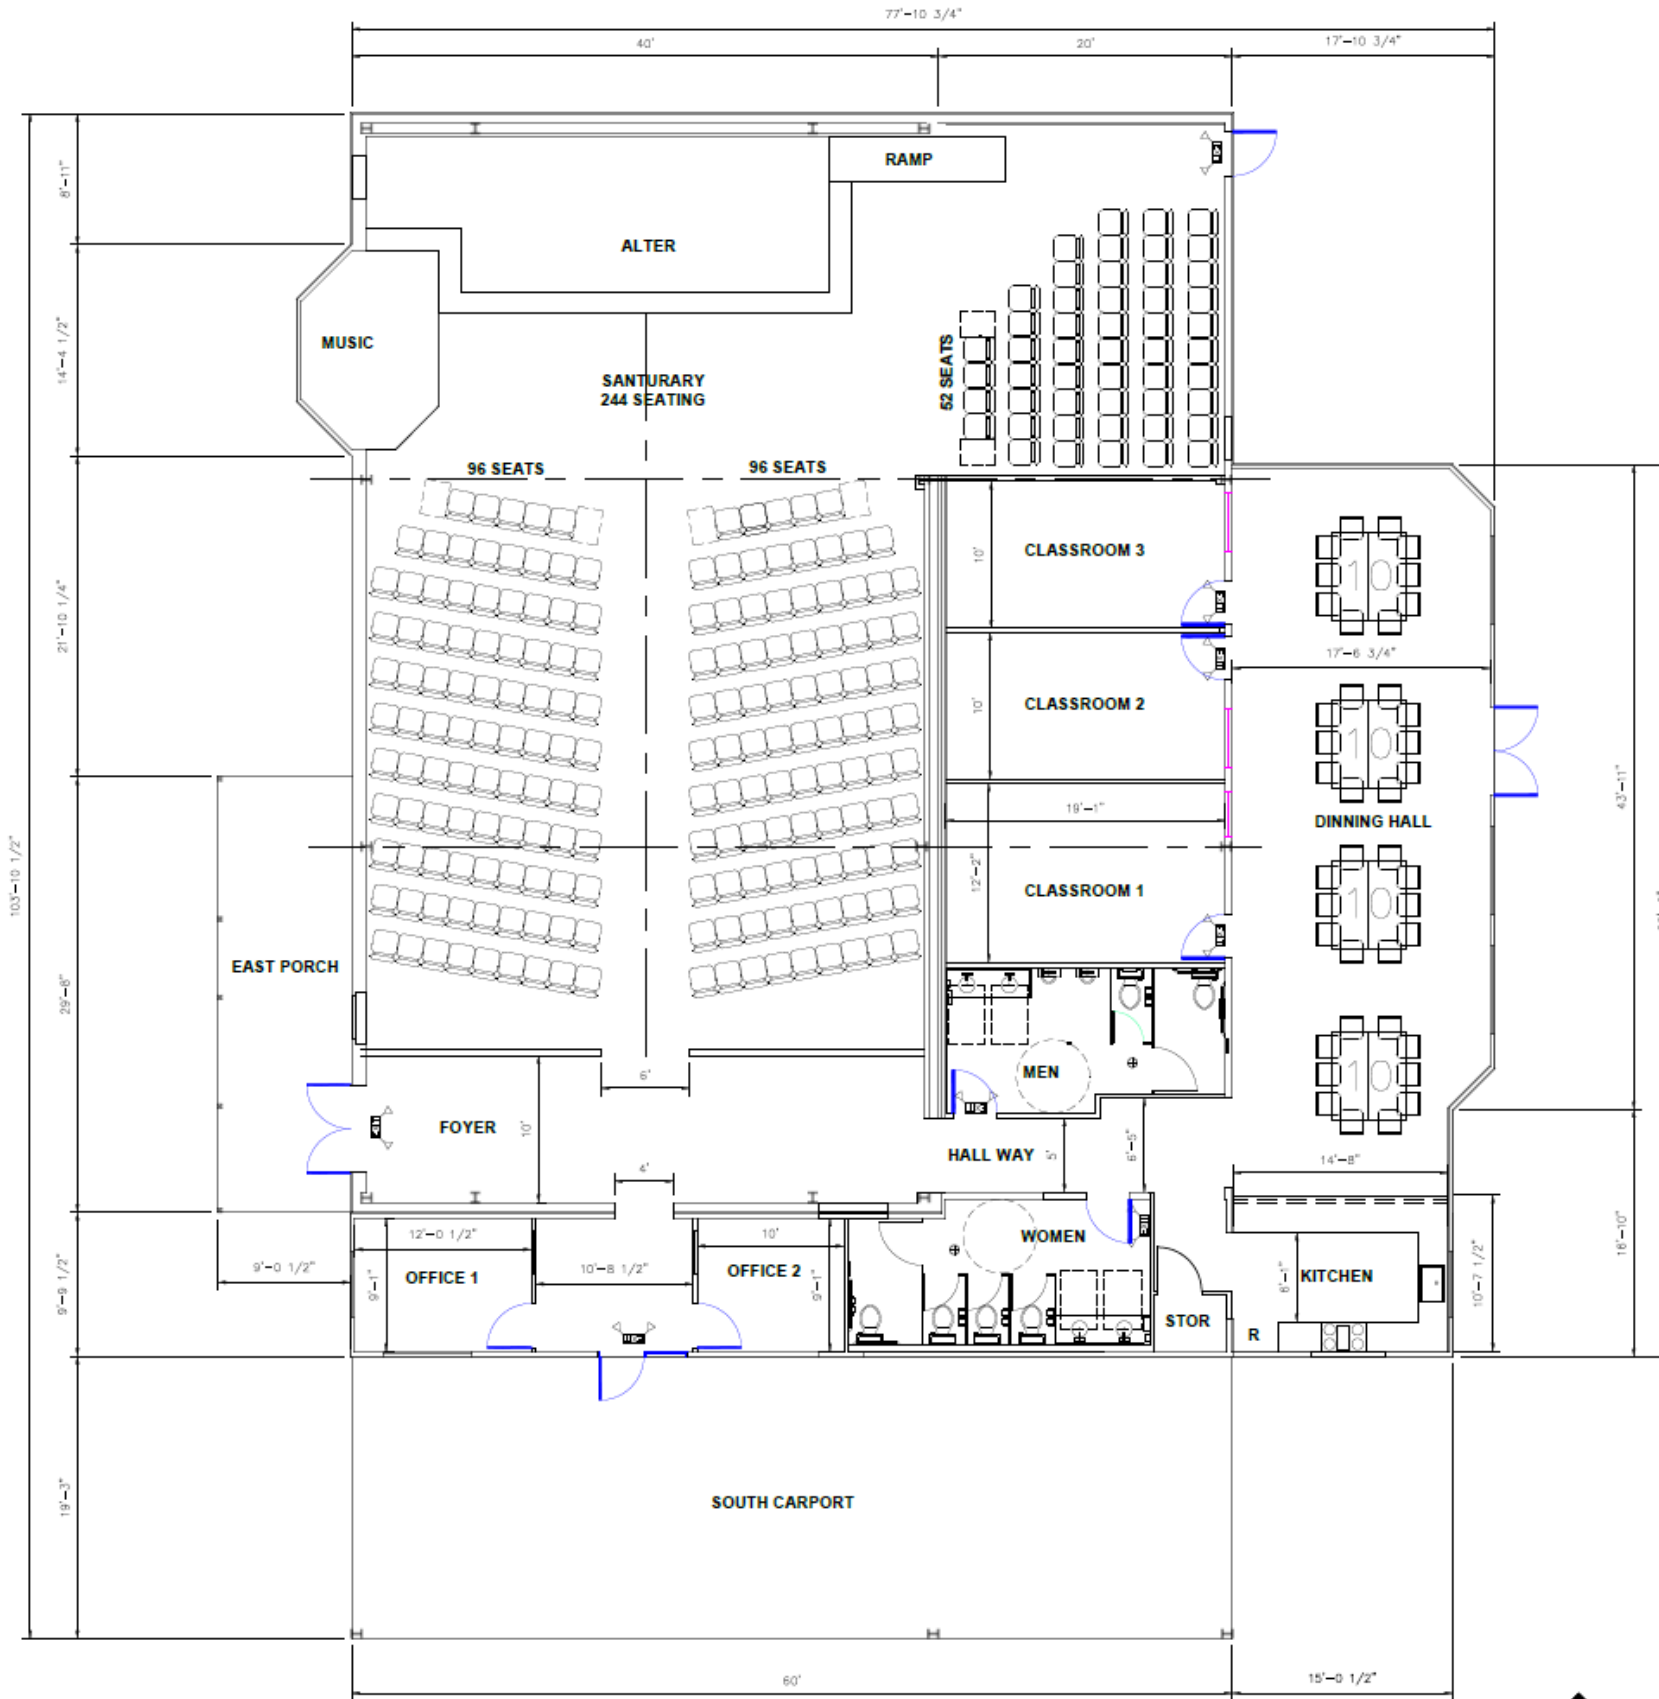 77'-10 3/4"
40'
20'
17'-10 3/4"
RAMP
8'-11"
ALTER
MUSIC
14'-4 1/2"
SANTURARY
244 SEATING
52 SEATS
96 SEATS
96 SEATS
CLASSROOM 3
10'
21'-10 1/4"
17'-6 3/4"
CLASSROOM 2
10'
10
10
10
10
43'-11"
DINNING HALL
19'-1"
12'-2"
CLASSROOM 1
103'-10 1/2"
EAST PORCH
29'-8"
MEN
6'
FOYER
10'
HALL WAY
5'
6'-5"
4'
14'-8"
12'-0 1/2"
10'
WOMEN
9'-0 1/2"
OFFICE 1
9'-1"
10'-8 1/2"
OFFICE 2
9'-1"
KITCHEN
6'-1"
10'-7 1/2"
16'-10"
9'-9 1/2"
STOR
R
19'-3"
SOUTH CARPORT
60'
15'-0 1/2"